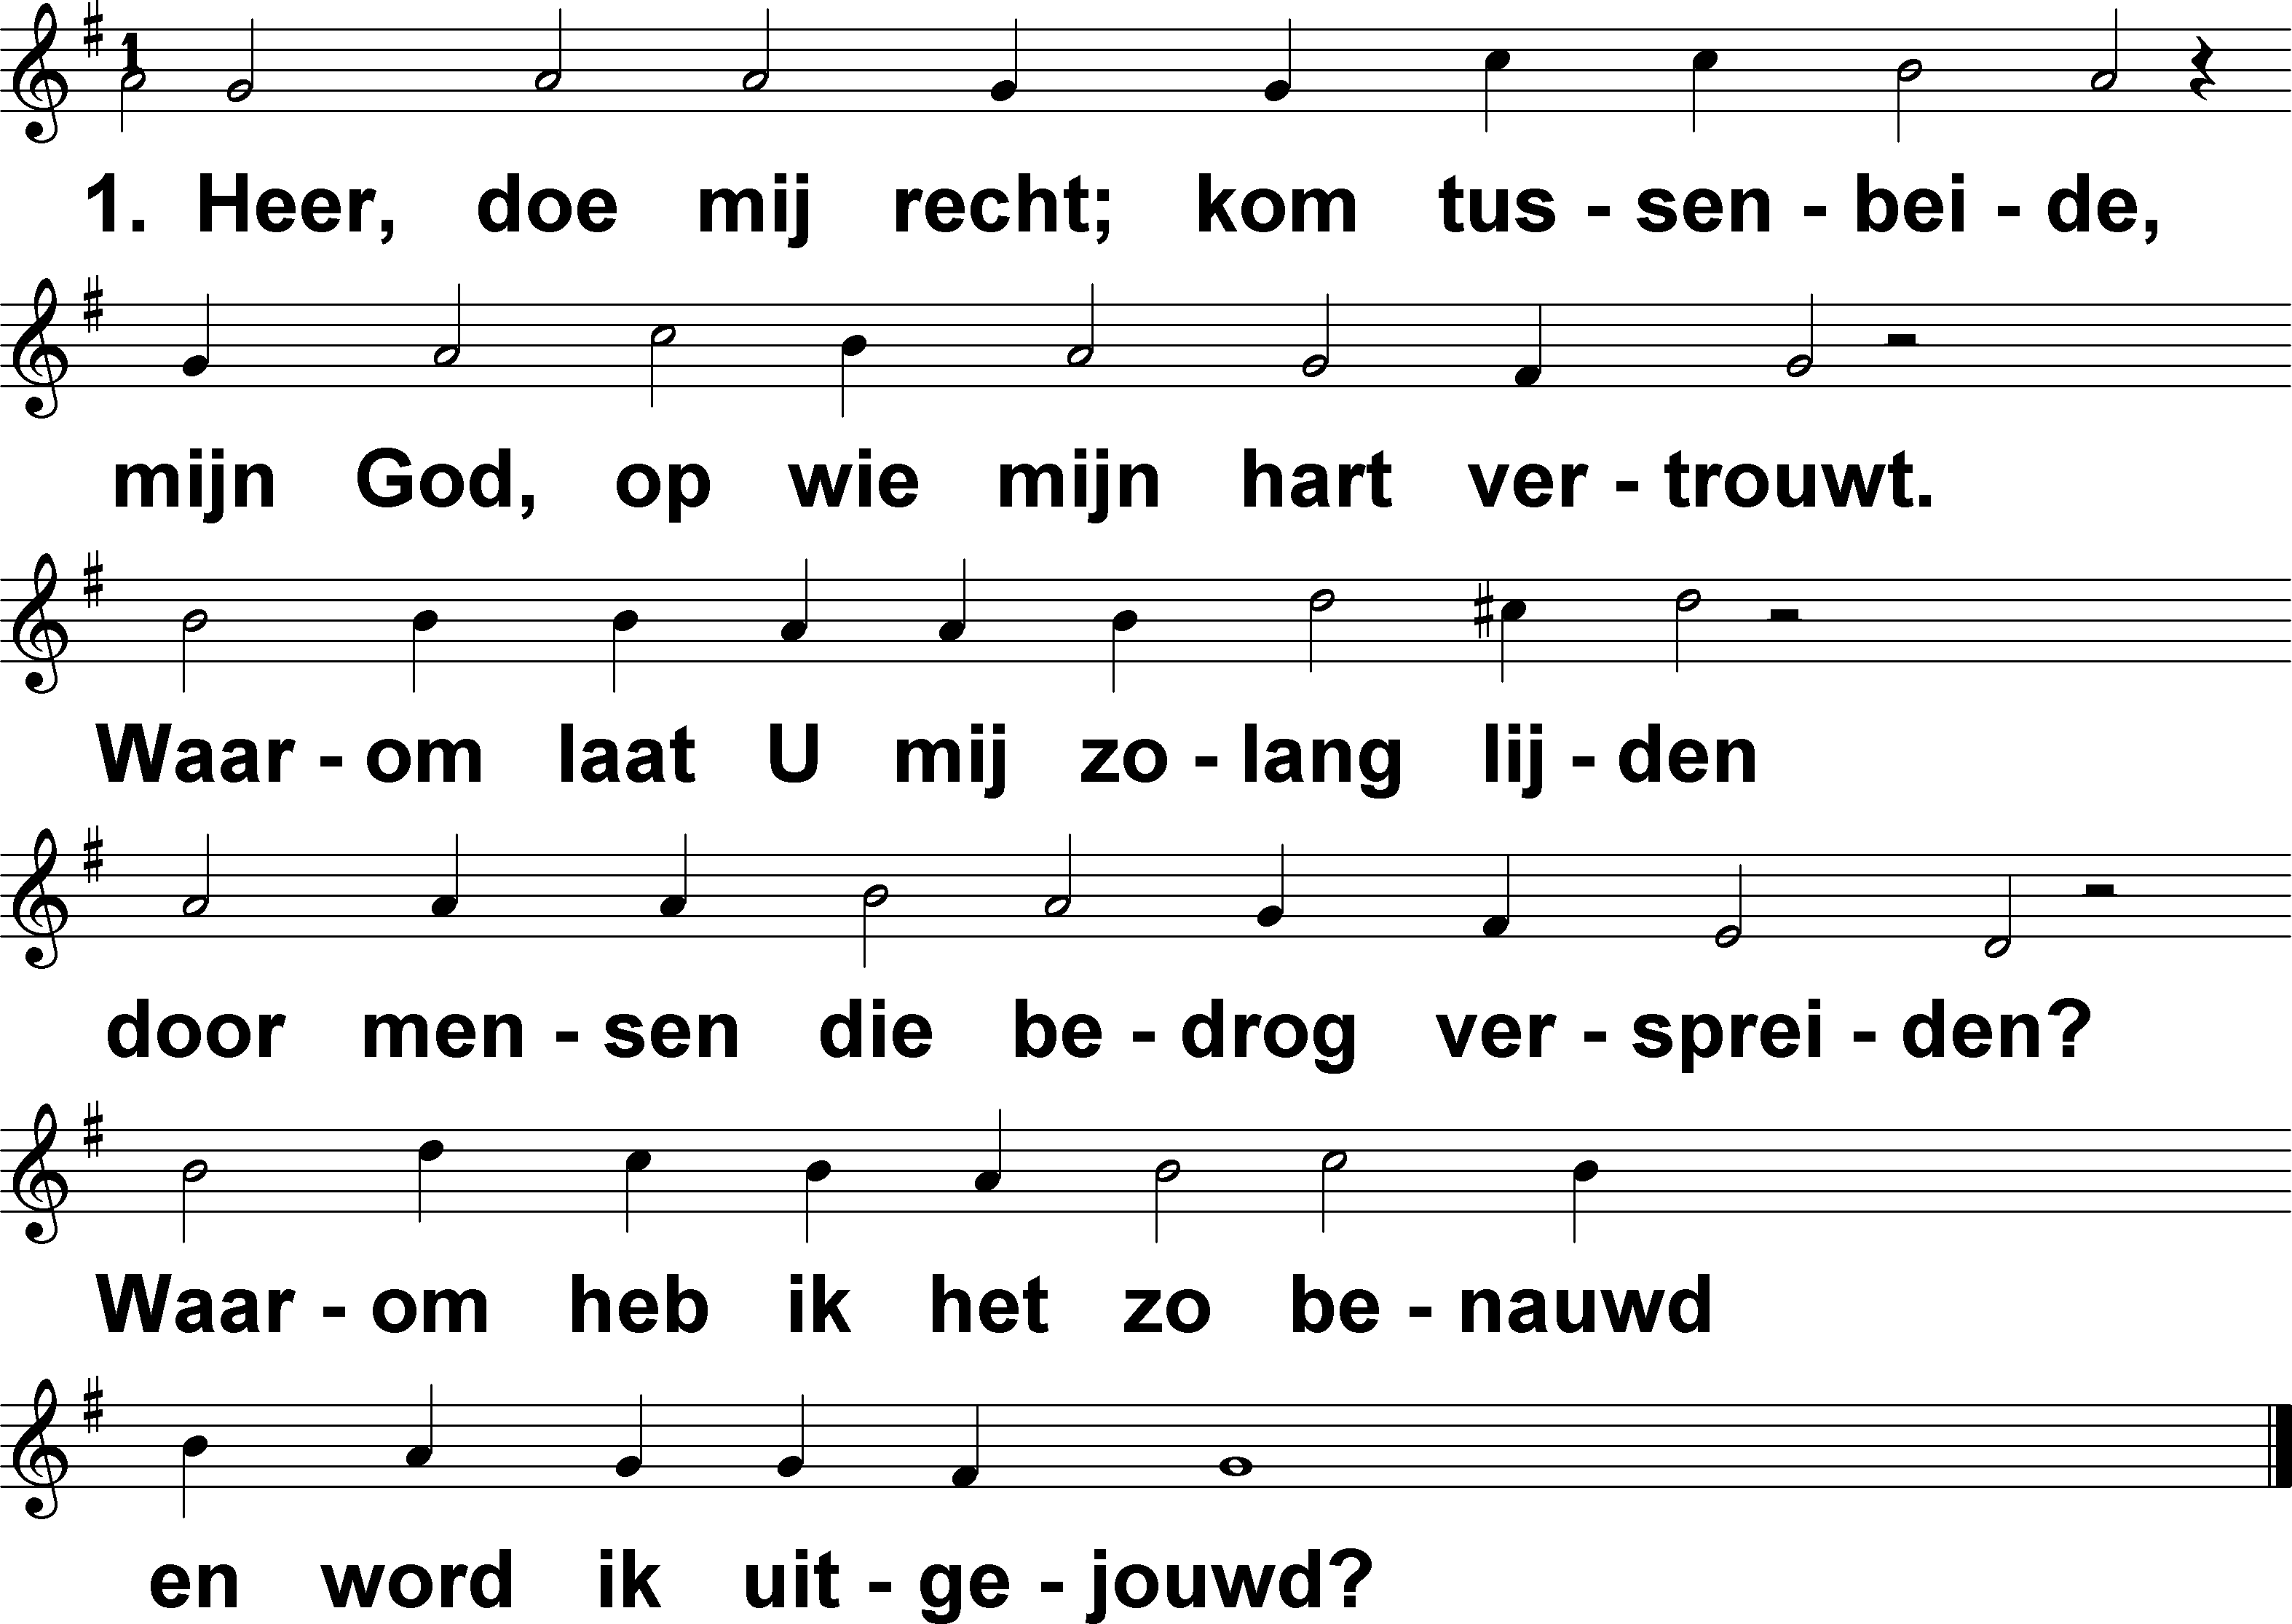 1. Heer, doe mij recht; kom tus - sen - bei - de,
mijn God, op wie mijn hart ver - trouwt.
Waar - om laat U mij zo - lang lij - den
door men - sen die be - drog ver - sprei - den?
Waar - om heb ik het zo be - nauwd
en word ik uit - ge - jouwd?